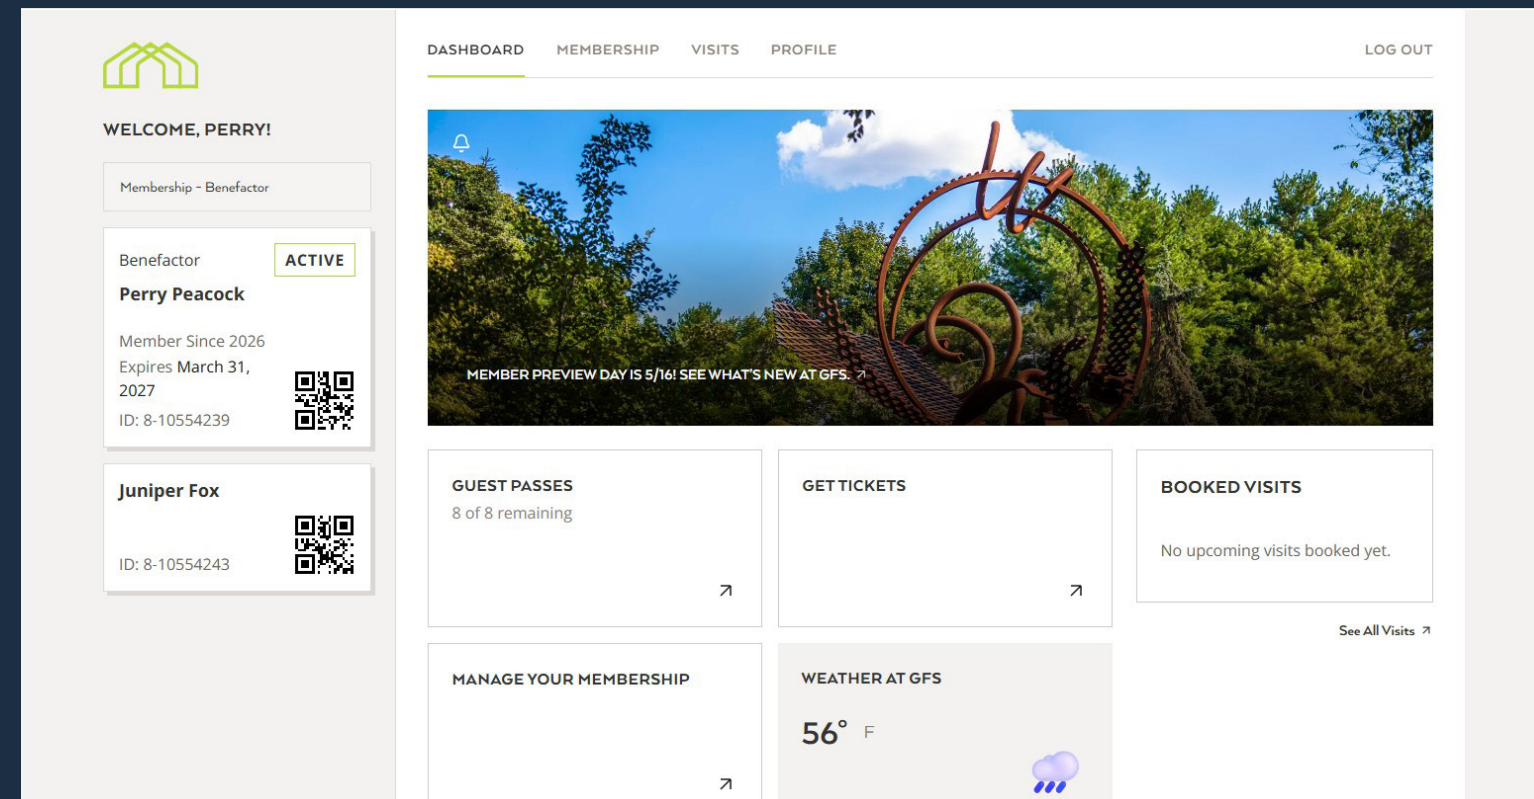 DASHBOARD MEMBERSHIP VISITS PROFILE LOG OUT
WELCOME, PERRY!
Membership - Benefactor
Benefactor ACTIVE
Perry Peacock
Member Since 2026
Expires March 31,
2027
ID: 8-10554239
Juniper Fox
ID: 8-10554243
MEMBER PREVIEW DAY IS 5/16! SEE WHAT'S NEW AT GFS.
GUEST PASSES
8 of 8 remaining
GET TICKETS
BOOKED VISITS
No upcoming visits booked yet.
See All Visits
MANAGE YOUR MEMBERSHIP
WEATHER AT GFS
56° F